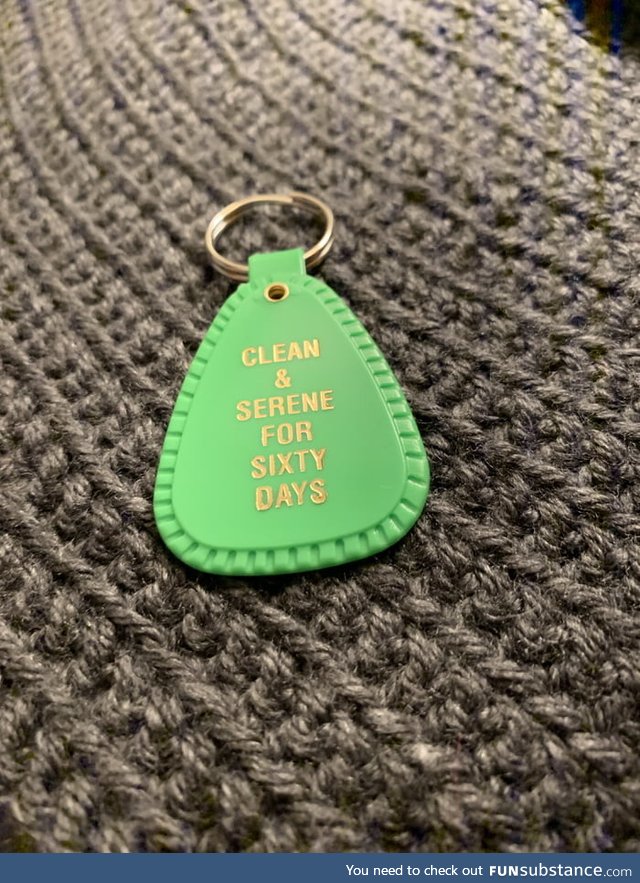 CLEAN
&
SERENE
FOR
SIXTY
DAYS
You need to check out FUNsubstance.com